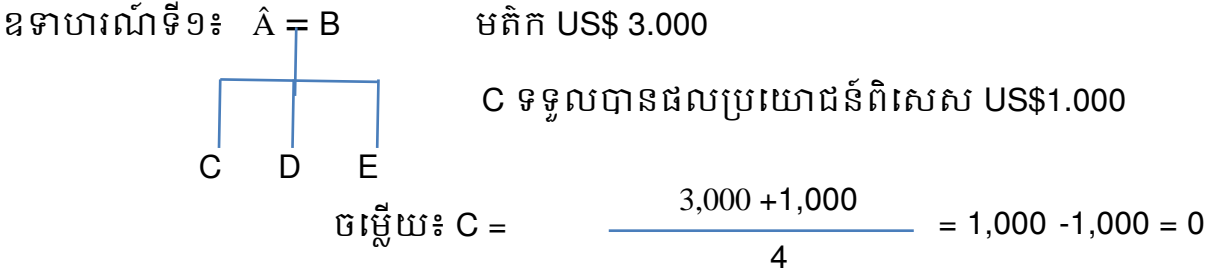 ឧទាហរណ៍ទី១៖ Â = B មត៌ក US$ 3.000
C ទទួលបានផលប្រយោជន៍ពិសេស US$1.000
C D E
3,000 +1,000
ចម្លើយ៖ C = = 1,000 -1,000 = 0
4